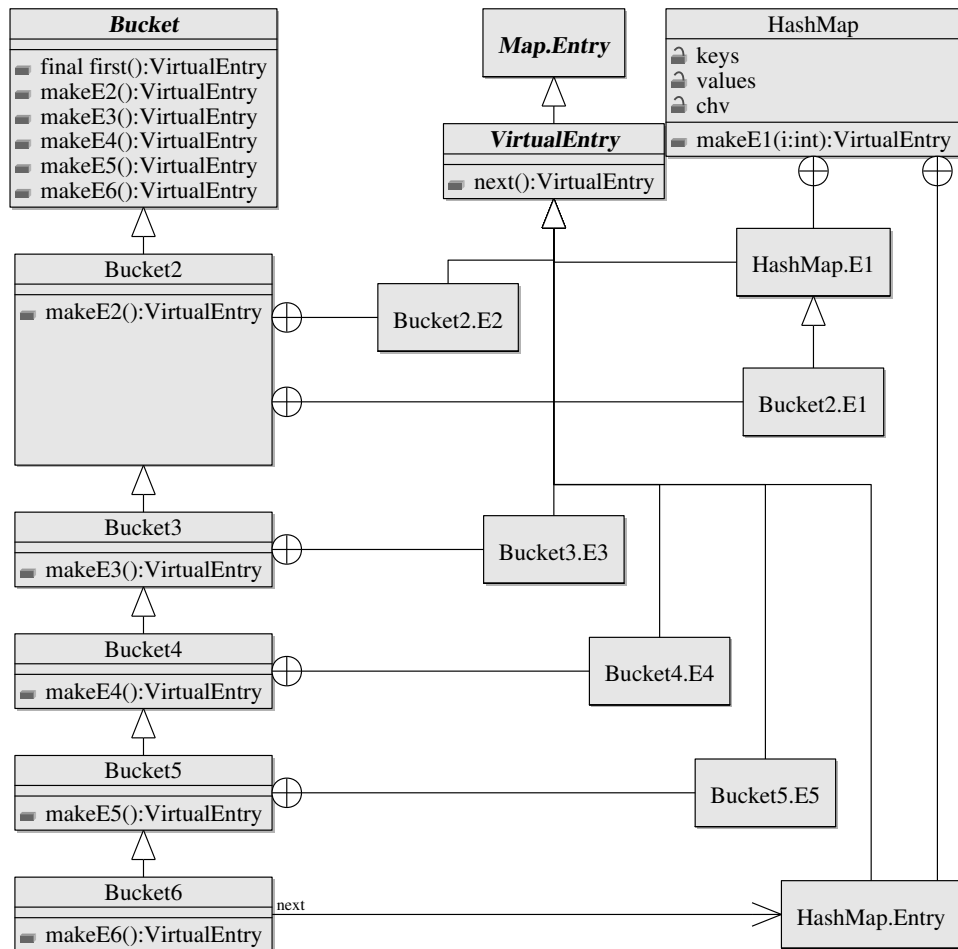 Bucket
final first():VirtualEntry
makeE2():VirtualEntry
makeE3():VirtualEntry
makeE4():VirtualEntry
makeE5():VirtualEntry
makeE6():VirtualEntry
Map.Entry
HashMap
keys
values
chv
makeE1(i:int):VirtualEntry
VirtualEntry
next():VirtualEntry
Bucket2
makeE2():VirtualEntry
Bucket2.E2
HashMap.E1
Bucket2.E1
Bucket3
makeE3():VirtualEntry
Bucket3.E3
Bucket4
makeE4():VirtualEntry
Bucket4.E4
Bucket5
makeE5():VirtualEntry
Bucket5.E5
Bucket6
makeE6():VirtualEntry
next
HashMap.Entry